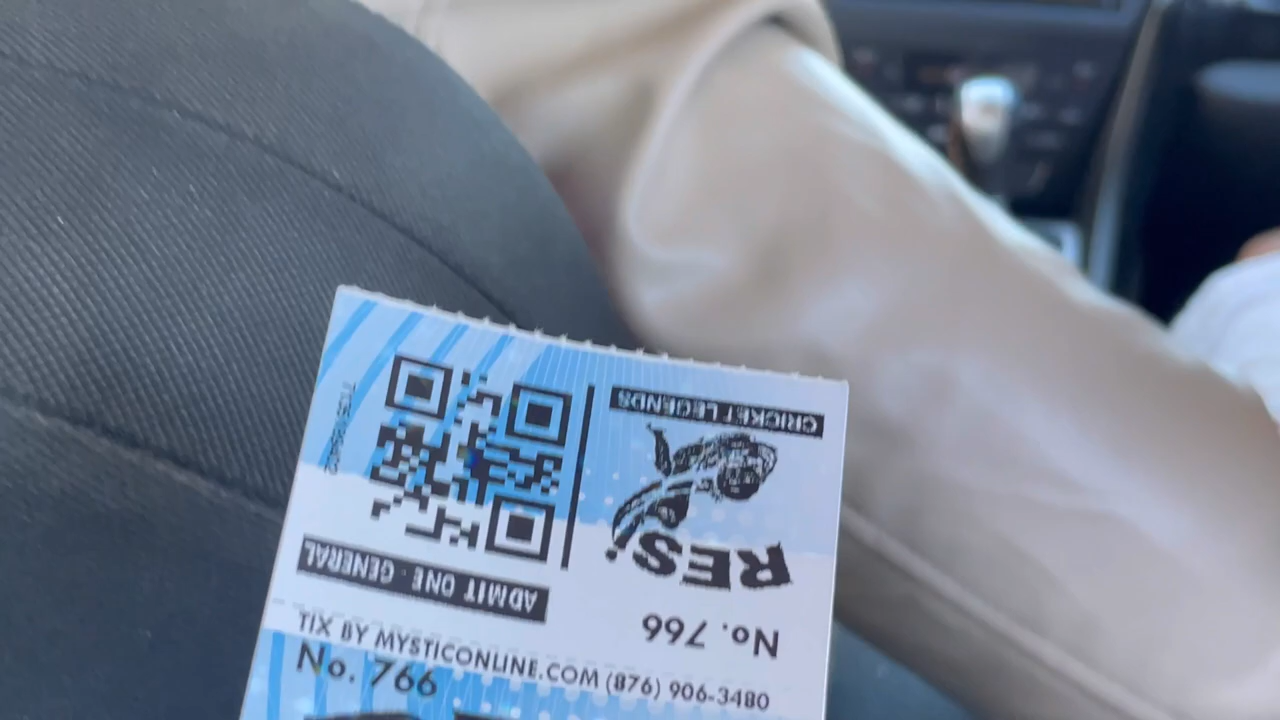 CRICKET LEGENDS
RES.
No. 766
ADMIT ONE · GENERAL
TIX BY MYSTICONLINE.COM (876) 906-3480
No. 766